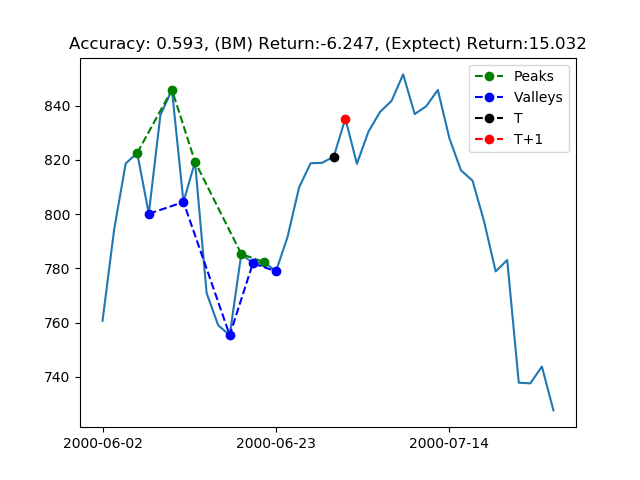 Accuracy: 0.593, (BM) Return:-6.247, (Exptect) Return:15.032
Peaks
Valleys
T
T+1
840
820
800
780
760
740
2000-06-02
2000-06-23
2000-07-14